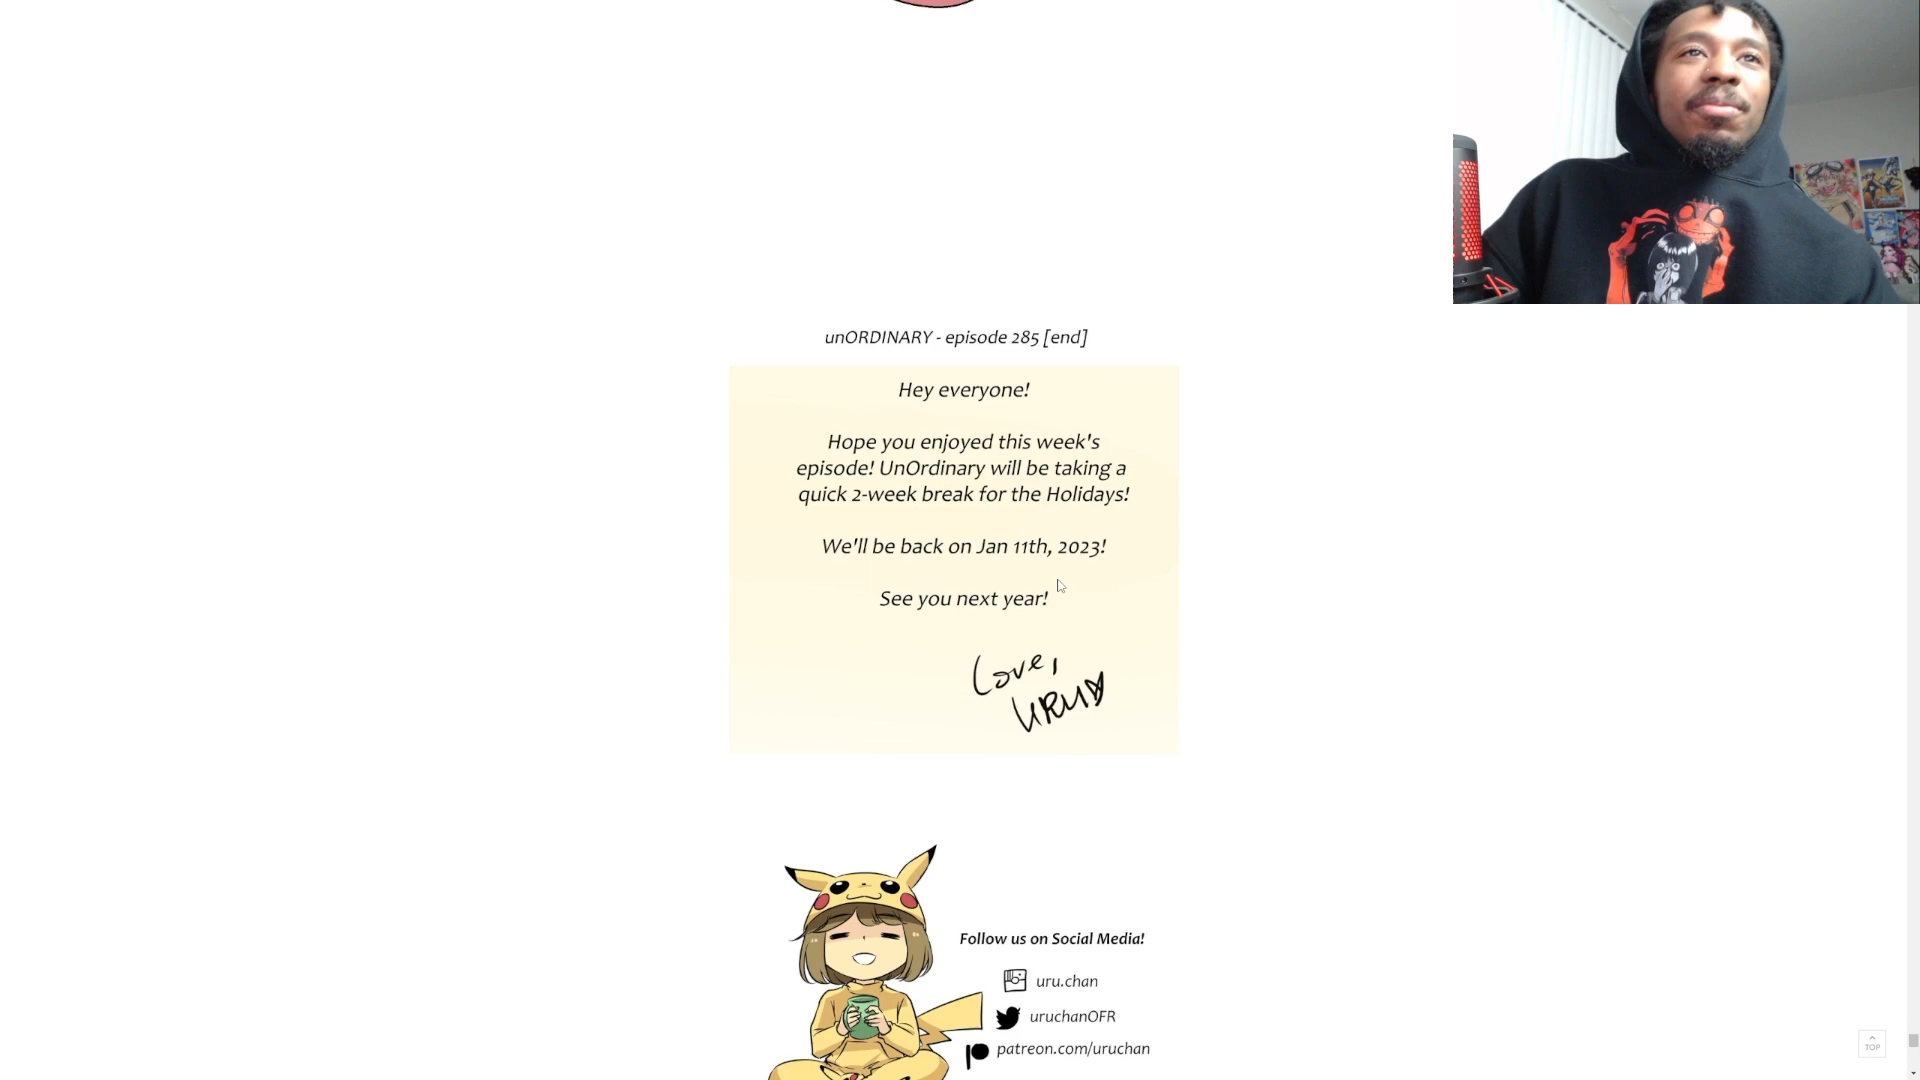 unORDINARY - episode 285 [end]
Hey everyone!
Hope you enjoyed this week's
episode! UnOrdinary will be taking a
quick 2-week break for the Holidays!
We'll be back on Jan 11th, 2023!
See you next year!
Love,
URU
Follow us on Social Media!
uru.chan
uruchanOFR
patreon.com/uruchan
TOP